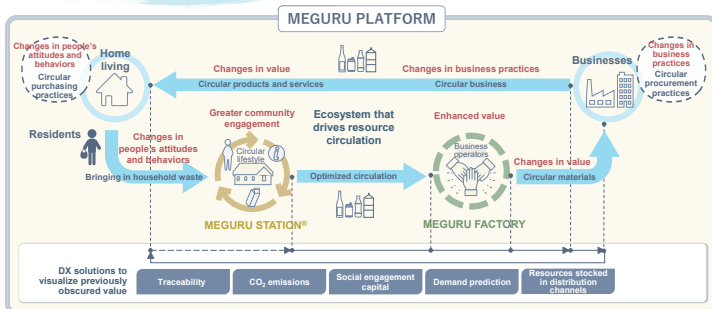 MEGURU PLATFORM
Changes in people's
attitudes and
behaviors
Circular
purchasing
practices
Home
living
Changes in value
Circular products and services
Changes in business practices
Circular business
Businesses
Changes in
business
practices
Circular
procurement
practices
Residents
Changes in
people's attitudes
and behaviors
Bringing in household waste
Greater community
engagement
Circular
lifestyle
MEGURU STATION®
Ecosystem that
drives resource
circulation
Optimized circulation
Enhanced value
Business
operators
MEGURU FACTORY
Changes in value
Circular materials
DX solutions to
visualize previously
obscured value
Traceability
CO₂ emissions
Social engagement
capital
Demand prediction
Resources stocked
in distribution
channels